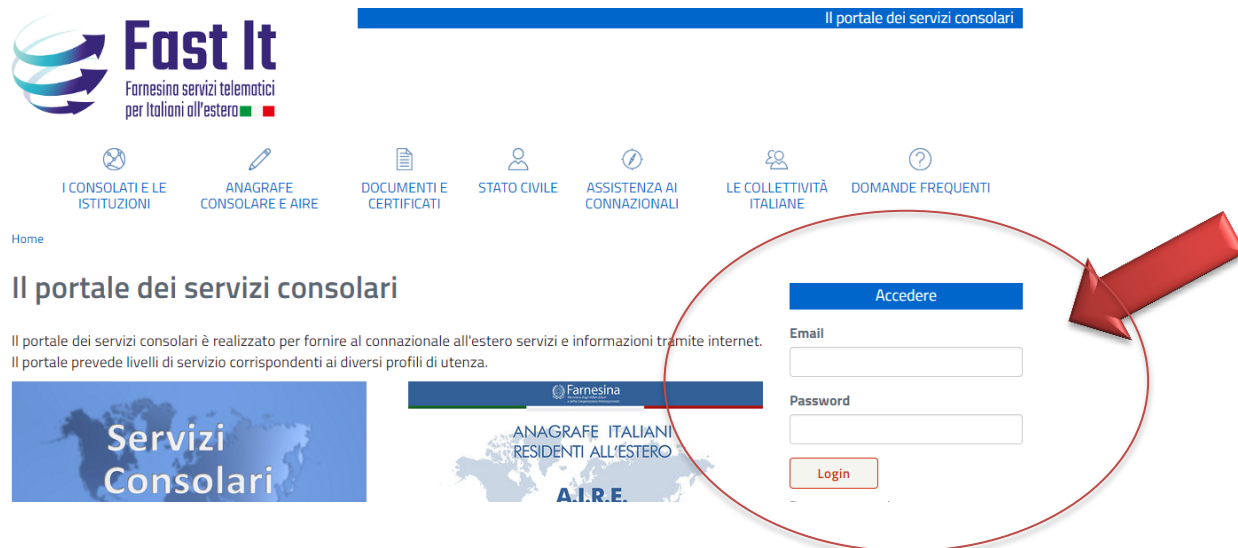 Il portale dei servizi consolari
Fast It
Farnesina servizi telematici
per Italiani all'estero
I CONSOLATI E LE
ISTITUZIONI
ANAGRAFE
CONSOLARE E AIRE
DOCUMENTI E
CERTIFICATI
STATO CIVILE
ASSISTENZA AI
CONNAZIONALI
LE COLLETTIVITÀ
ITALIANE
DOMANDE FREQUENTI
Home
Il portale dei servizi consolari
Il portale dei servizi consolari è realizzato per fornire al connazionale all'estero servizi e informazioni tramite internet.
Il portale prevede livelli di servizio corrispondenti ai diversi profili di utenza.
Servizi
Consolari
Farnesina
ANAGRAFE ITALIANI
RESIDENTI ALL'ESTERO
A.I.R.E.
Accedere
Email
Password
Login